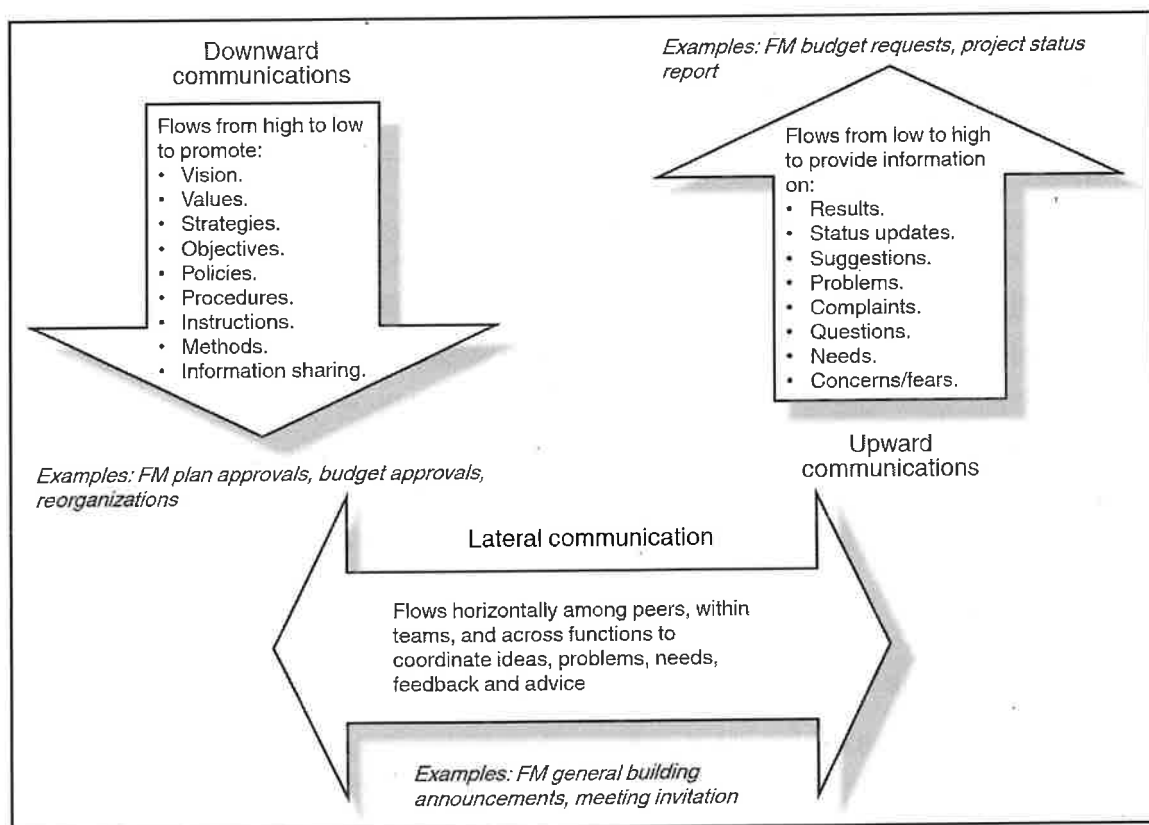 Downward
communications
Flows from high to low
to promote:
• Vision.
• Values.
• Strategies.
• Objectives.
• Policies.
• Procedures.
• Instructions.
• Methods.
• Information sharing.
Examples: FM plan approvals, budget approvals,
reorganizations
Examples: FM budget requests, project status
report
Flows from low to high
to provide information
on:
• Results.
• Status updates.
• Suggestions.
• Problems.
• Complaints.
• Questions.
• Needs.
• Concerns/fears.
Upward
communications
Lateral communication
Flows horizontally among peers, within
teams, and across functions to
coordinate ideas, problems, needs,
feedback and advice
Examples: FM general building
announcements, meeting invitation